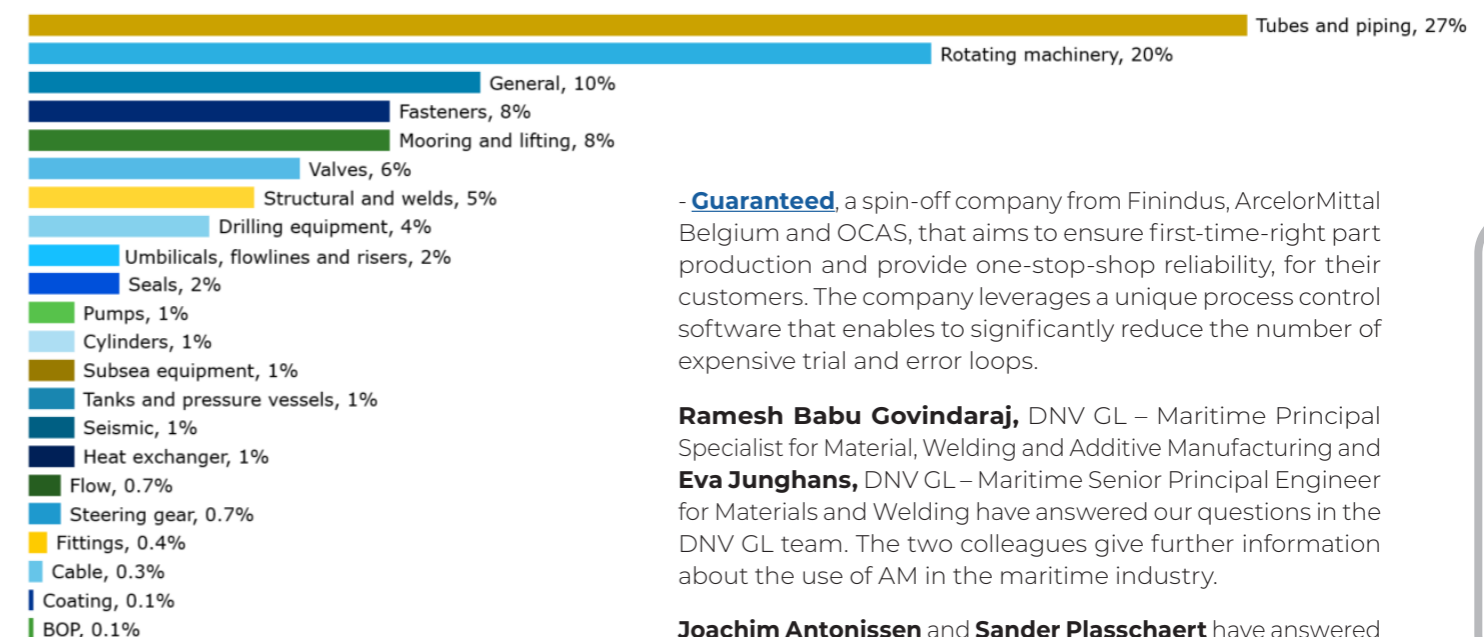 Tubes and piping, 27%
Rotating machinery, 20%
General, 10%
Fasteners, 8%
Mooring and lifting, 8%
Valves, 6%
Structural and welds, 5%
Drilling equipment, 4%
Umbilicals, flowlines and risers, 2%
Seals, 2%
Pumps, 1%
Cylinders, 1%
Subsea equipment, 1%
Tanks and pressure vessels, 1%
Seismic, 1%
Heat exchanger, 1%
Flow, 0.7%
Steering gear, 0.7%
Fittings, 0.4%
Cable, 0.3%
Coating, 0.1%
BOP, 0.1%
- Guaranteed, a spin-off company from Finindus, ArcelorMittal
Belgium and OCAS, that aims to ensure first-time-right part
production and provide one-stop-shop reliability, for their
customers. The company leverages a unique process control
software that enables to significantly reduce the number of
expensive trial and error loops.
Ramesh Babu Govindaraj, DNV GL – Maritime Principal
Specialist for Material, Welding and Additive Manufacturing and
Eva Junghans, DNV GL – Maritime Senior Principal Engineer
for Materials and Welding have answered our questions in the
DNV GL team. The two colleagues give further information
about the use of AM in the maritime industry.
Joachim Antonissen and Sander Plasschaert have answered